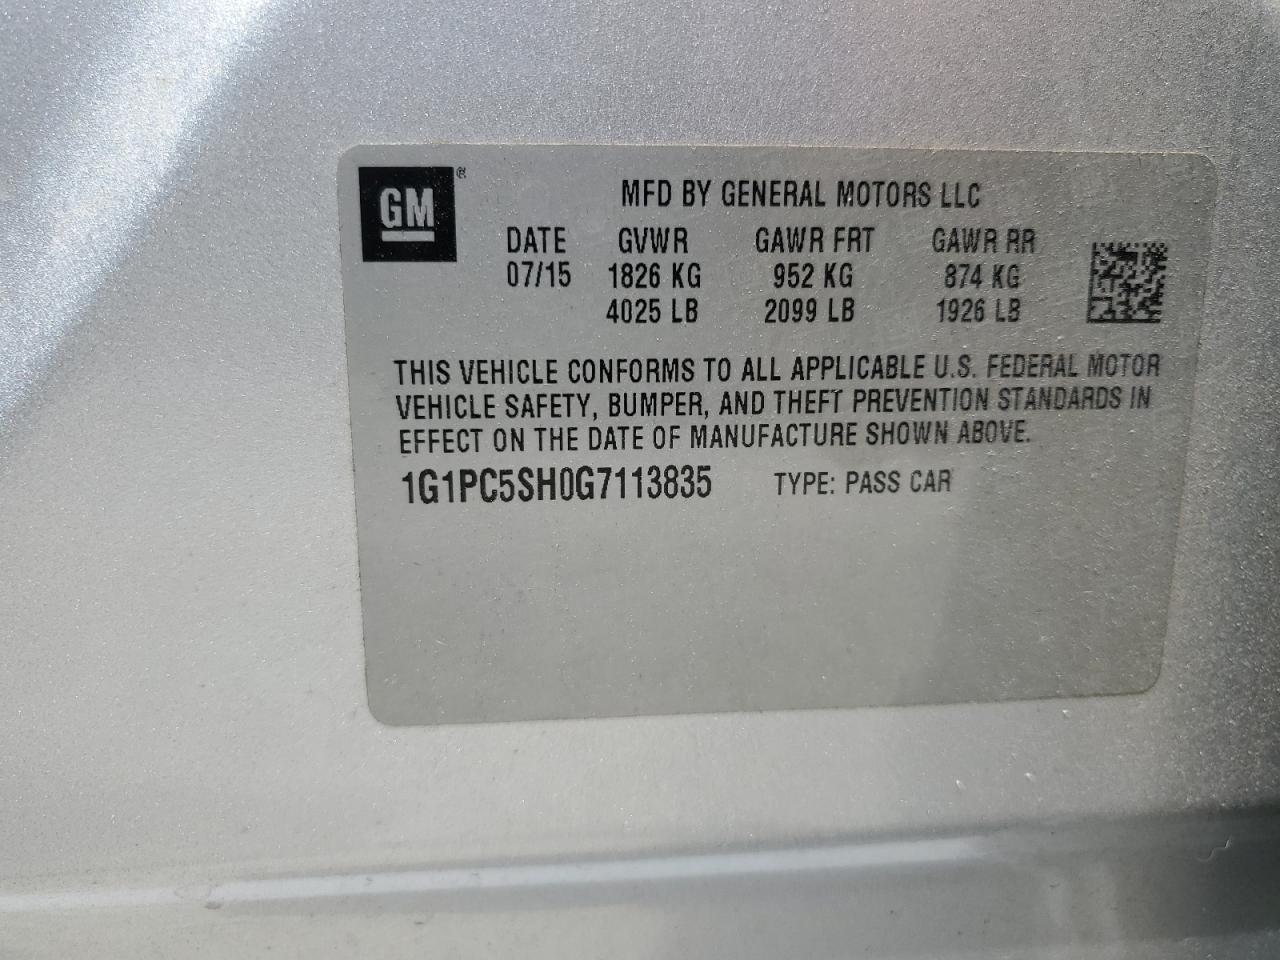 GM®
MFD BY GENERAL MOTORS LLC
DATE GVWR GAWR FRT GAWR RR
07/15 1826 KG 952 KG 874 KG
4025 LB 2099 LB 1926 LB
THIS VEHICLE CONFORMS TO ALL APPLICABLE U.S. FEDERAL MOTOR
VEHICLE SAFETY, BUMPER, AND THEFT PREVENTION STANDARDS IN
EFFECT ON THE DATE OF MANUFACTURE SHOWN ABOVE.
1G1PC5SH0G7113835 TYPE: PASS CAR